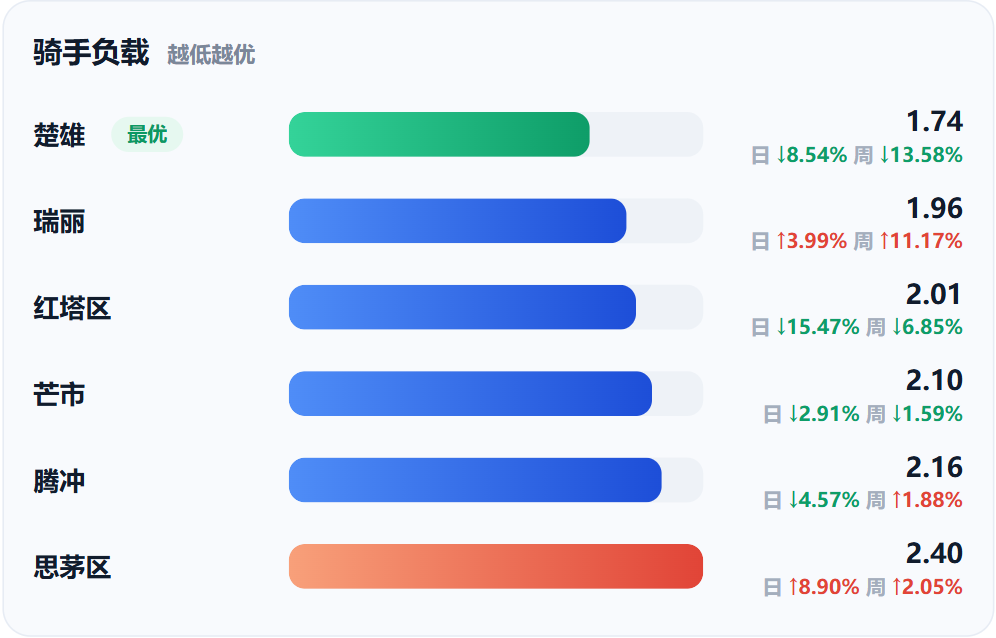 骑手负载 越低越优
楚雄 最优 1.74
日 ↓8.54% 周 ↓13.58%
瑞丽 1.96
日 ↑3.99% 周 ↑11.17%
红塔区 2.01
日 ↓15.47% 周 ↓6.85%
芒市 2.10
日 ↓2.91% 周 ↓1.59%
腾冲 2.16
日 ↓4.57% 周 ↑1.88%
思茅区 2.40
日 ↑8.90% 周 ↑2.05%